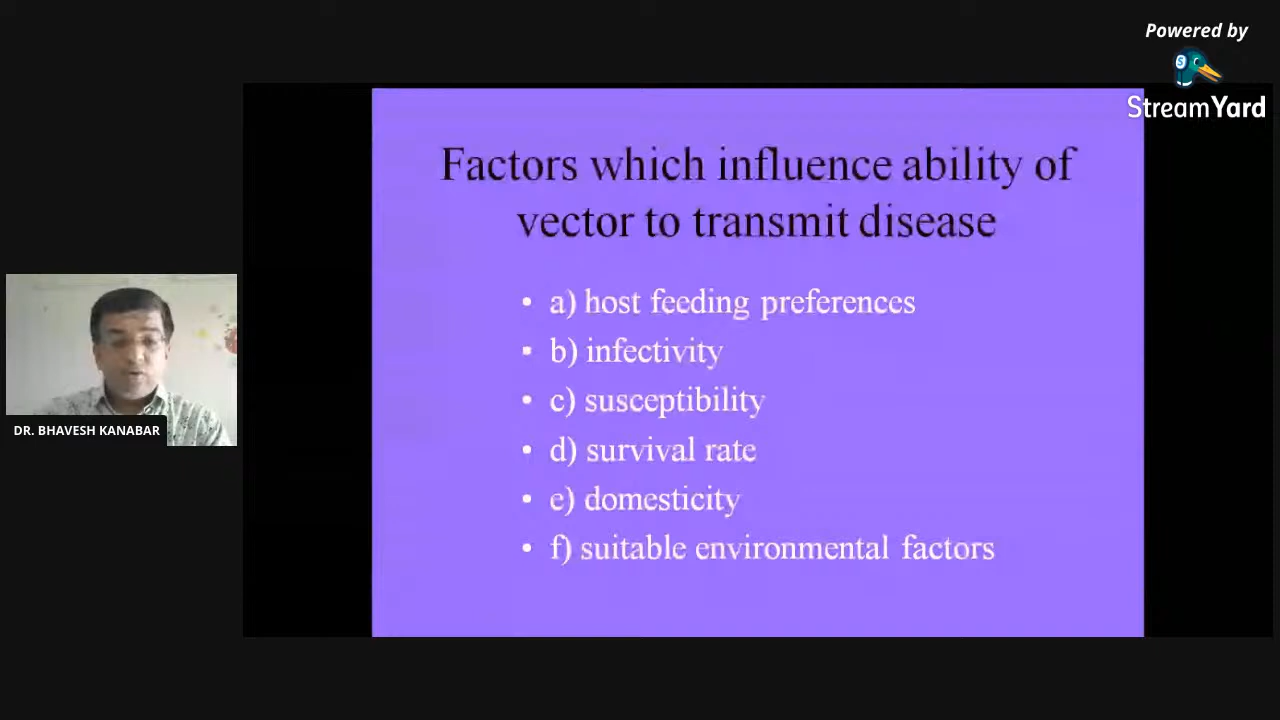 Powered by
StreamYard
Factors which influence ability of
vector to transmit disease
• a) host feeding preferences
• b) infectivity
• c) susceptibility
• d) survival rate
• e) domesticity
• f) suitable environmental factors
DR. BHAVESH KANABAR